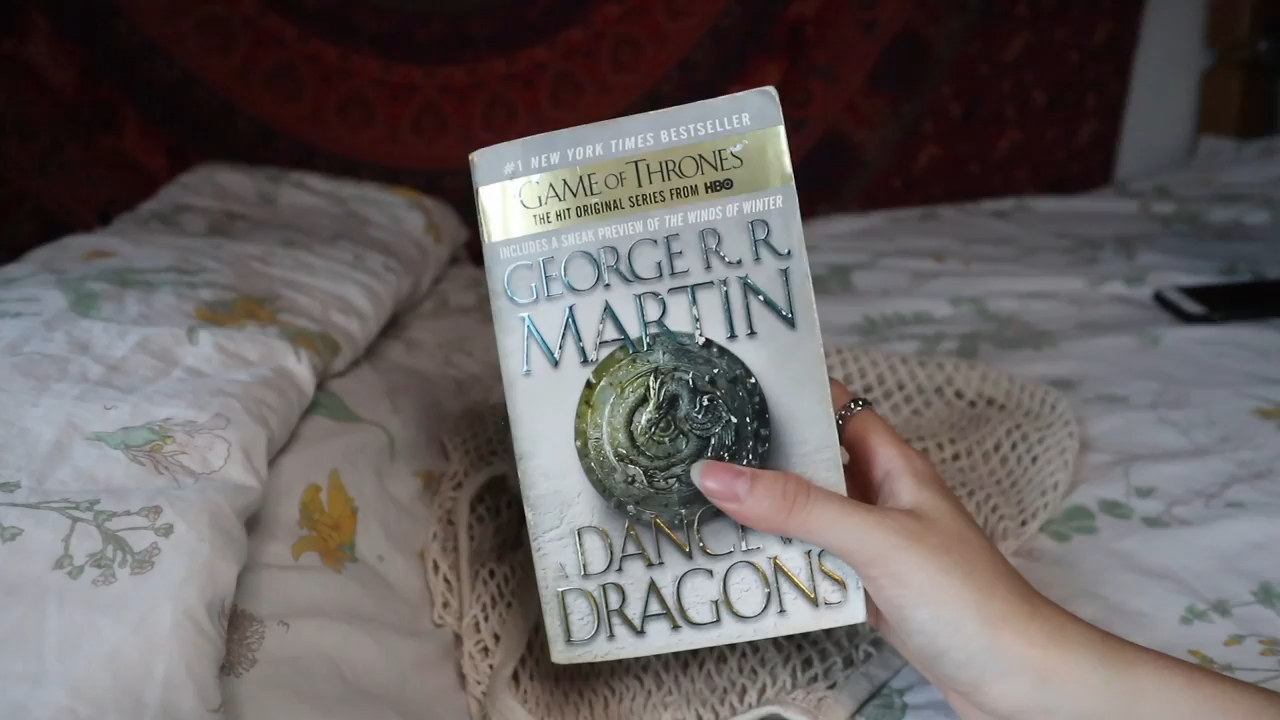 #1 NEW YORK TIMES BESTSELLER
GAME OF THRONES
THE HIT ORIGINAL SERIES FROM HBO
INCLUDES A SNEAK PREVIEW OF THE WINDS OF WINTER
GEORGE R. R.
MARTIN
A DANCE
DRAGONS